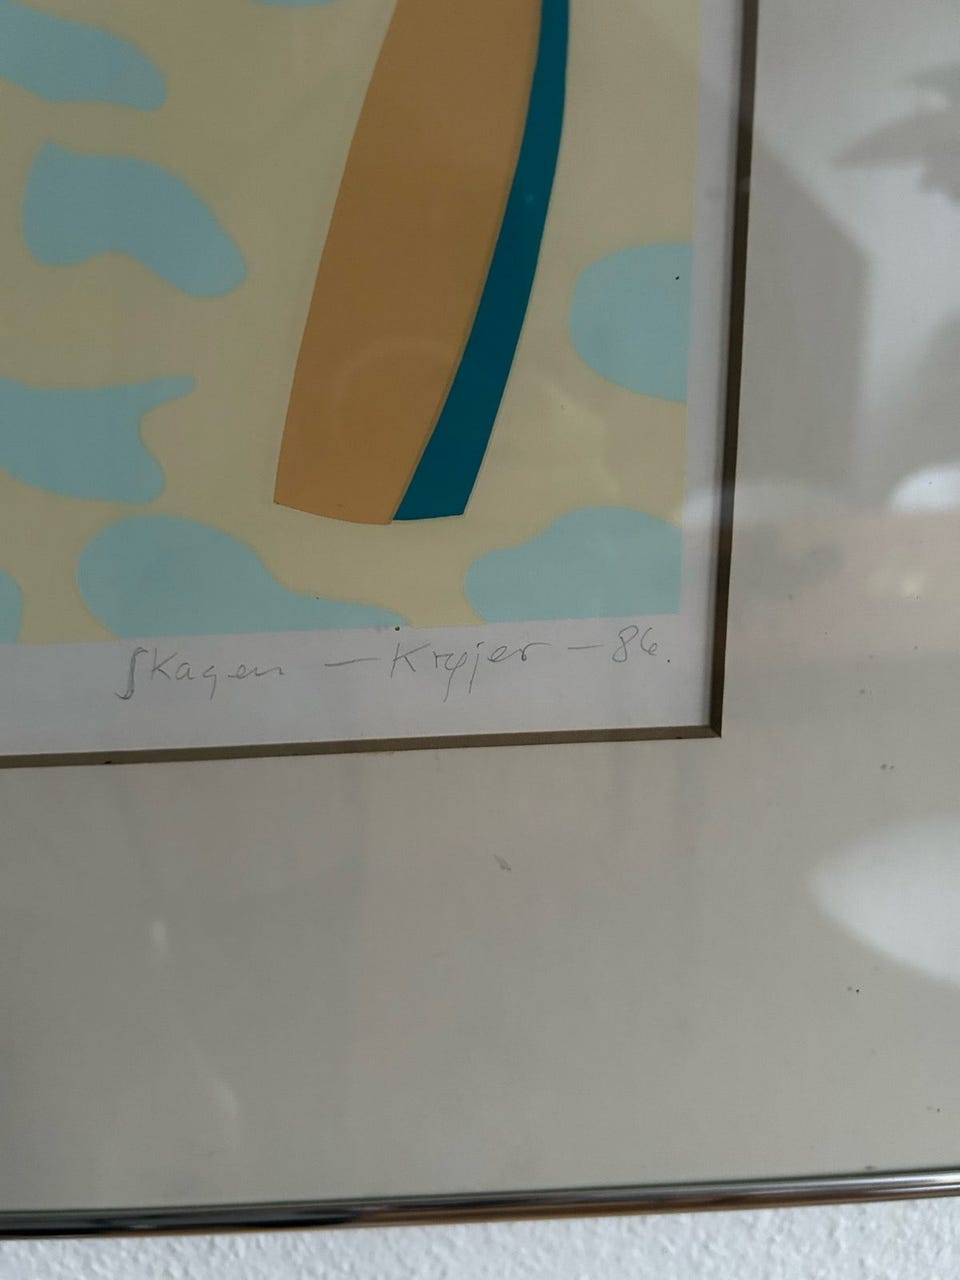 Skagen — Krøjer — 86.